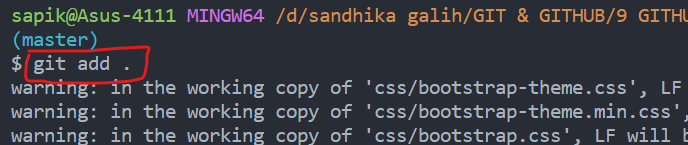 sapik@Asus-4111 MINGW64 /d/sandhika galih/GIT & GITHUB/9 GITHU
(master)
$ git add .
warning: in the working copy of 'css/bootstrap-theme.css', LF
warning: in the working copy of 'css/bootstrap-theme.min.css',
warning: in the working copy of 'css/bootstrap.css', LF will b